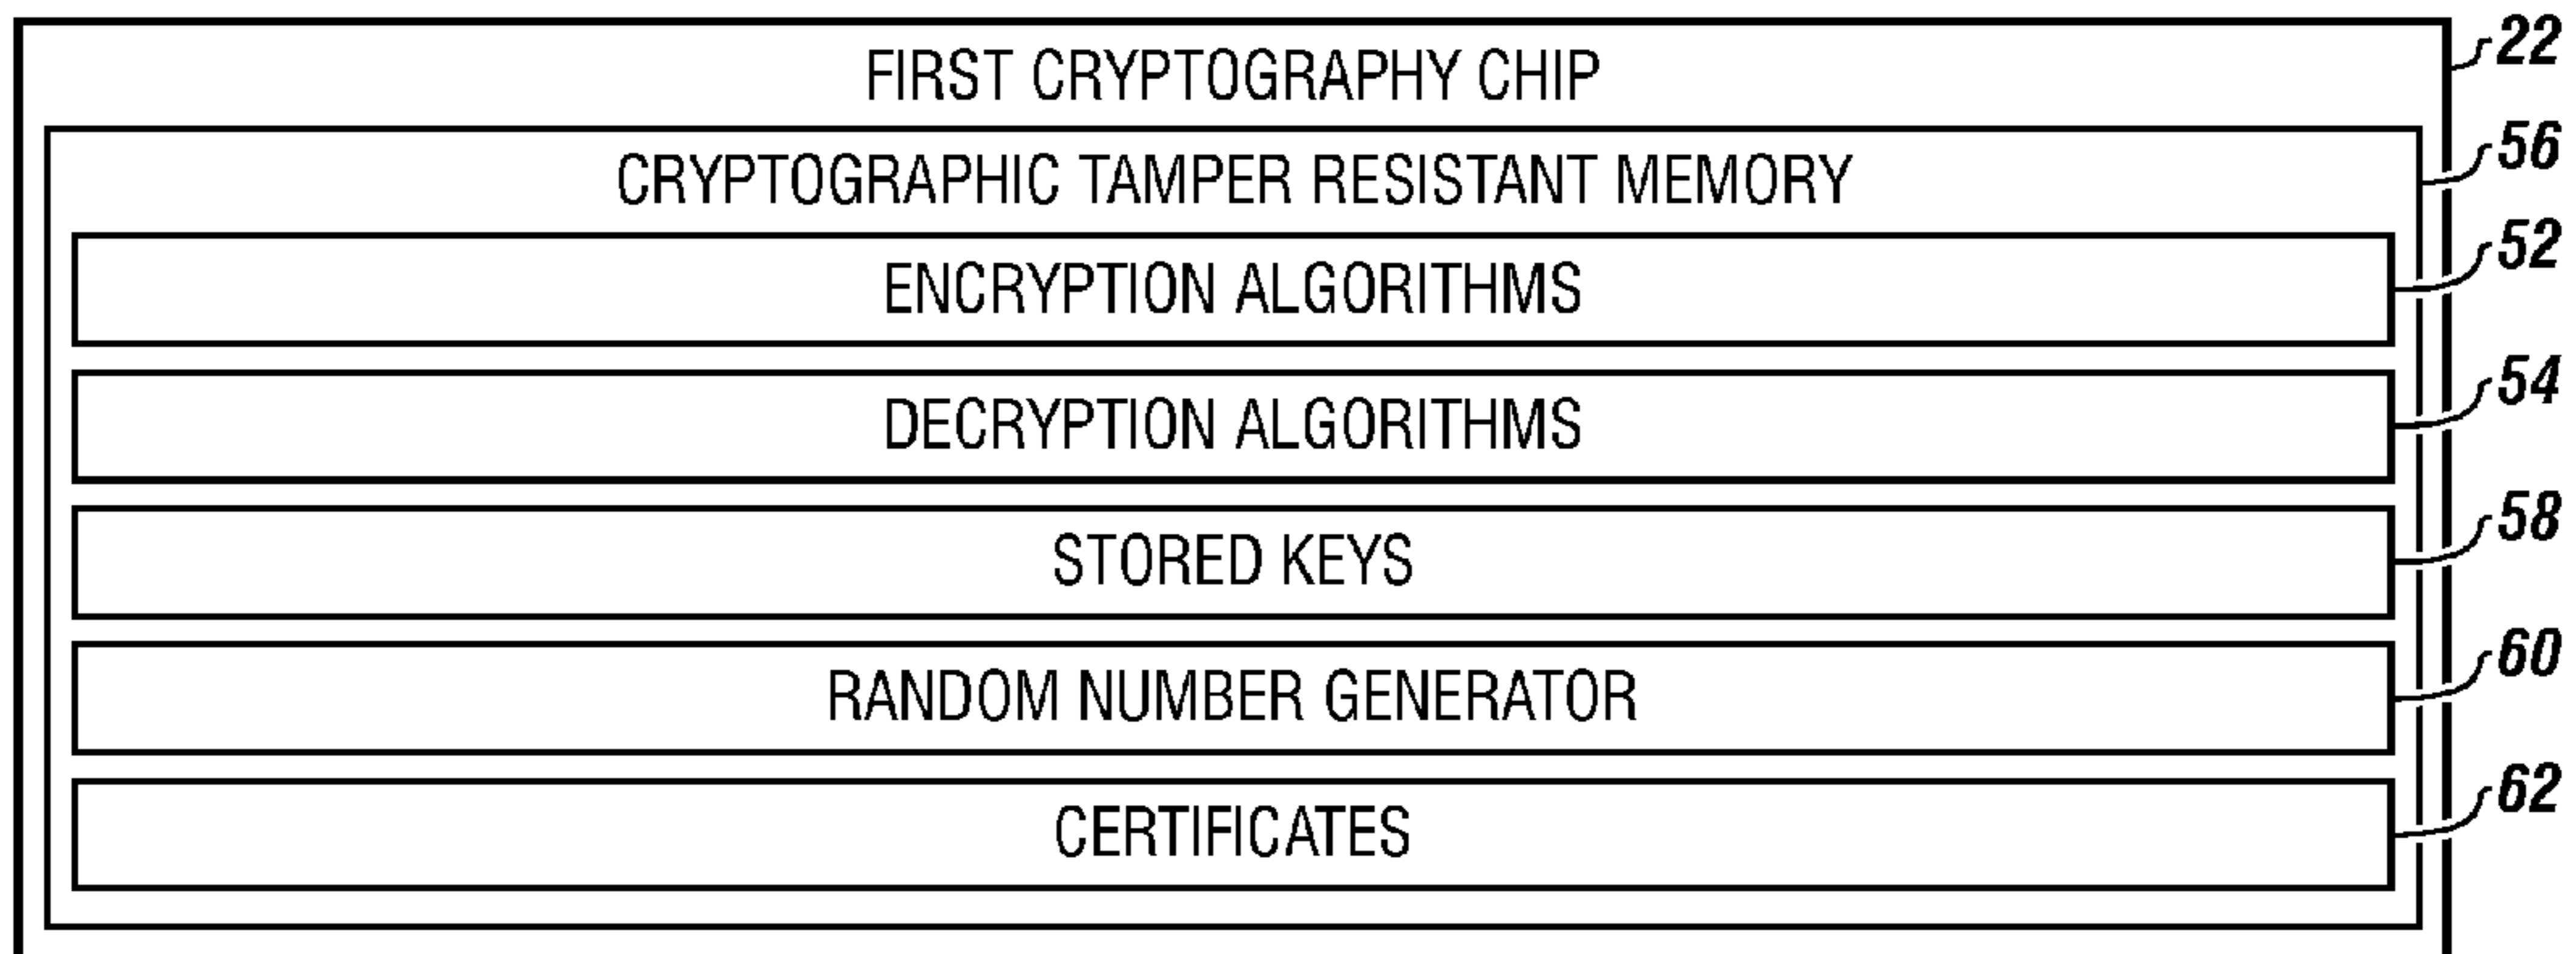 FIRST CRYPTOGRAPHY CHIP 22
CRYPTOGRAPHIC TAMPER RESISTANT MEMORY 56
ENCRYPTION ALGORITHMS 52
DECRYPTION ALGORITHMS 54
STORED KEYS 58
RANDOM NUMBER GENERATOR 60
CERTIFICATES 62